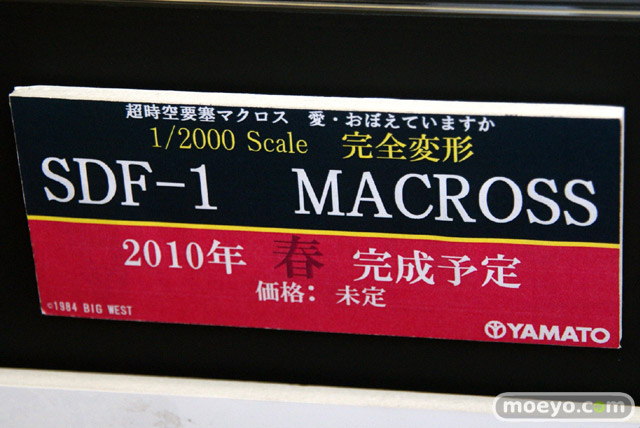 超時空要塞マクロス 愛・おぼえていますか
1/2000 Scale 完全変形
SDF-1 MACROSS
2010年 春 完成予定
価格: 未定
©1984 BIG WEST
YAMATO
moeyo.com